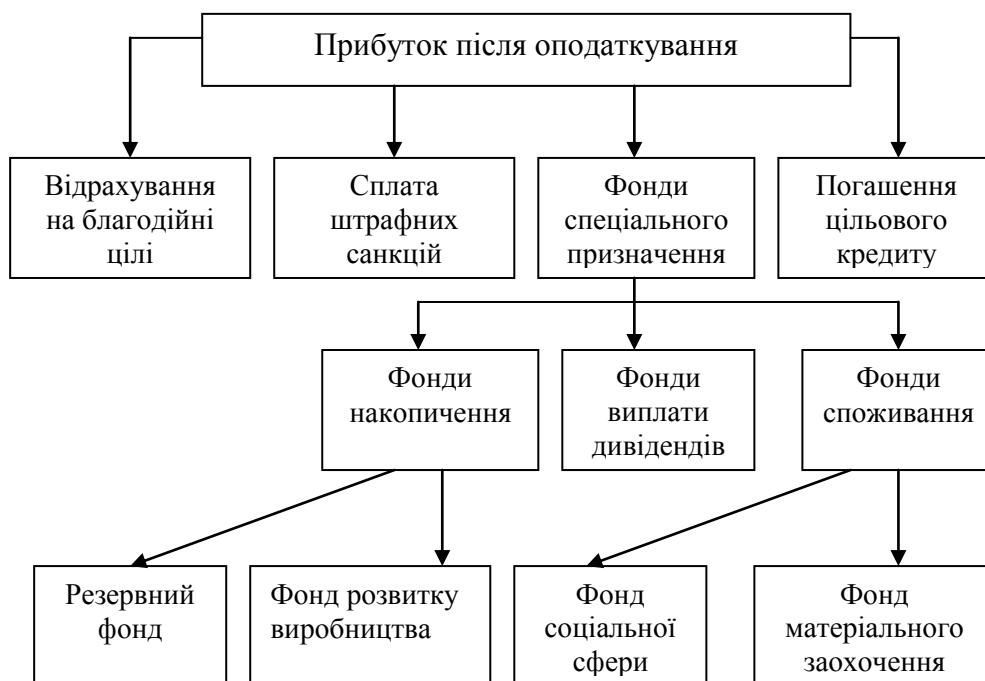 Прибуток після оподаткування
Відрахування
на благодійні
цілі
Сплата
штрафних
санкцій
Фонди
спеціального
призначення
Погашення
цільового
кредиту
Фонди
накопичення
Фонди
виплати
дивідендів
Фонди
споживання
Резервний
фонд
Фонд розвитку
виробництва
Фонд
соціальної
сфери
Фонд
матеріального
заохочення